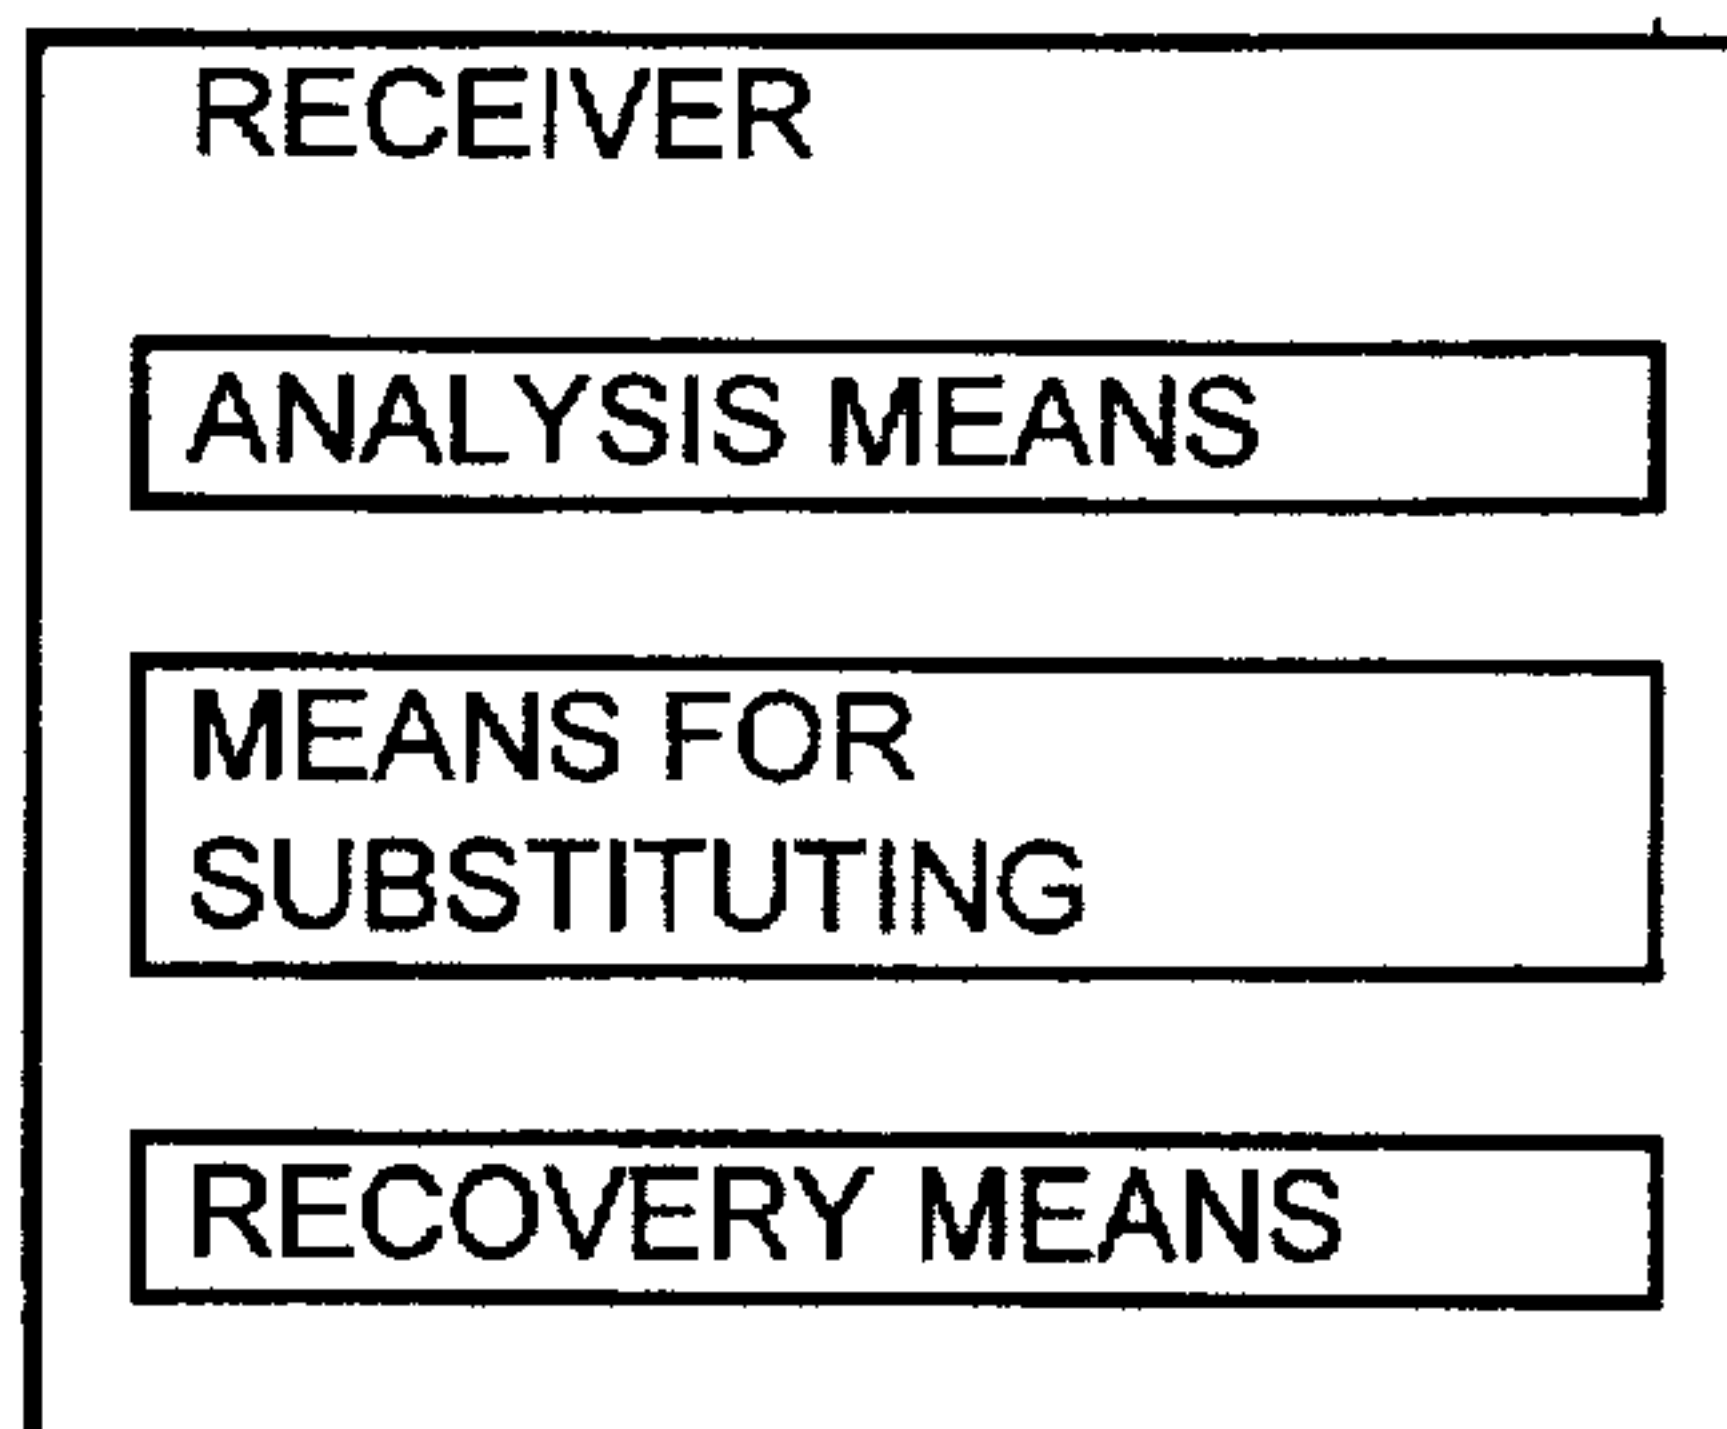 RECEIVER
ANALYSIS MEANS
MEANS FOR
SUBSTITUTING
RECOVERY MEANS